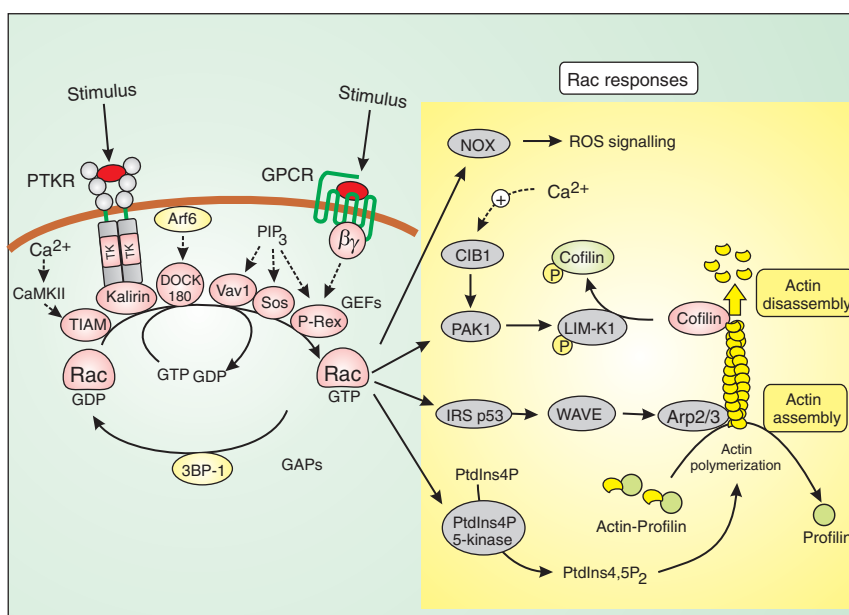 Rac responses
Stimulus
Stimulus
PTKR
GPCR
TK
TK
Arf6
PIP3
βγ
Ca2+
CaMKII
TIAM
Kalirin
DOCK
180
Vav1
Sos
P-Rex
GEFs
Rac
GDP
GTP GDP
Rac
GTP
3BP-1
GAPs
NOX
ROS signalling
+
Ca2+
CIB1
P
Cofilin
PAK1
LIM-K1
P
Cofilin
Actin
disassembly
IRS p53
WAVE
Arp2/3
Actin
assembly
Actin
polymerization
PtdIns4P
PtdIns4P
5-kinase
Actin-Profilin
Profilin
PtdIns4,5P2